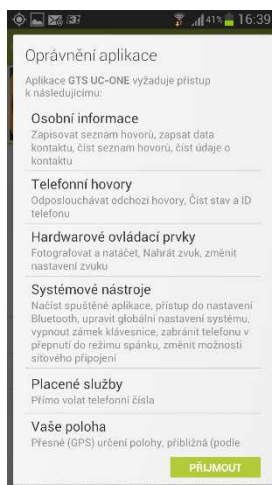 41% 16:39
Oprávnění aplikace
Aplikace GTS UC-ONE vyžaduje přístup
k následujícímu:
Osobní informace
Zapisovat seznam hovorů, zapsat data
kontaktu, číst seznam hovorů, číst údaje o
kontaktu
Telefonní hovory
Odposlouchávat odchozí hovory, Číst stav a ID
telefonu
Hardwarové ovládací prvky
Fotografovat a natáčet, Nahrát zvuk, změnit
nastavení zvuku
Systémové nástroje
Načíst spuštěné aplikace, přístup do nastavení
Bluetooth, upravit globální nastavení systému,
vypnout zámek klávesnice, zabránit telefonu v
přepnutí do režimu spánku, změnit možnosti
síťového připojení
Placené služby
Přímo volat telefonní čísla
Vaše poloha
Přesné (GPS) určení polohy, přibližná (podle
PŘIJMOUT